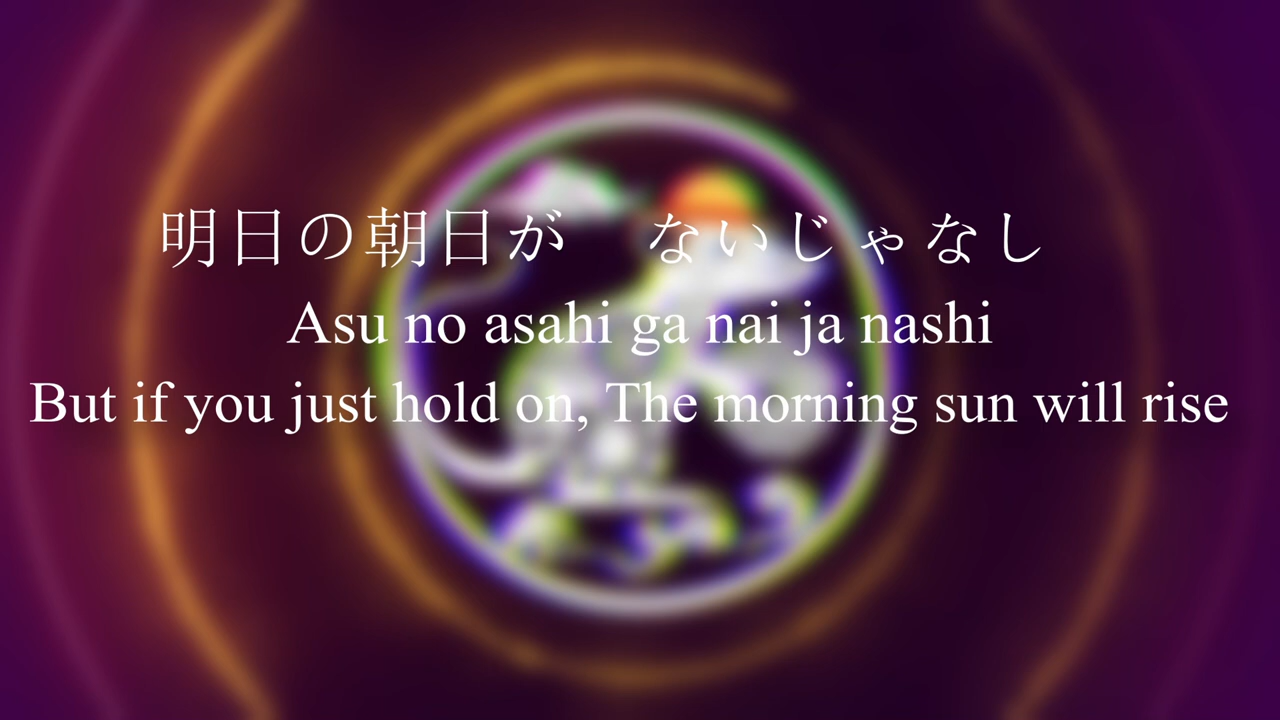 明日の朝日が　ないじゃなし
Asu no asahi ga nai ja nashi
But if you just hold on, The morning sun will rise